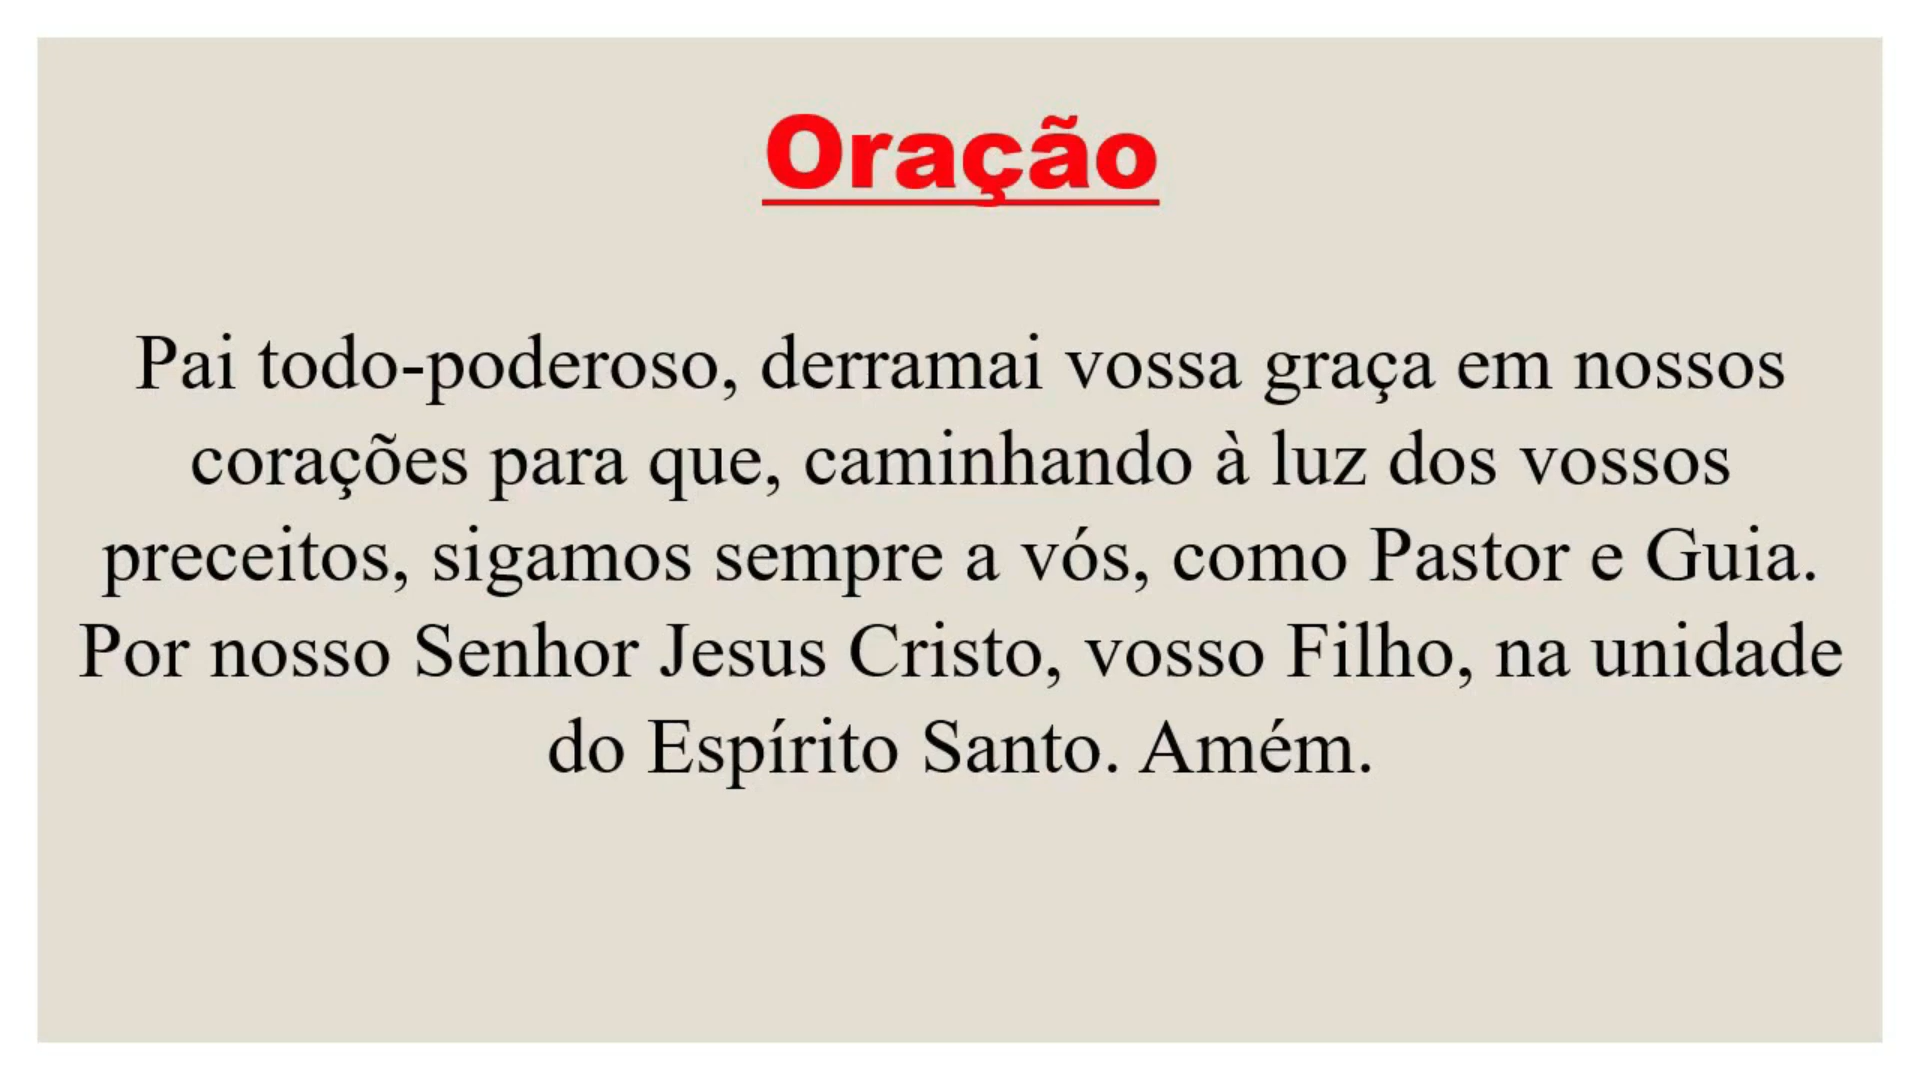 Oração
Pai todo-poderoso, derramai vossa graça em nossos
corações para que, caminhando à luz dos vossos
preceitos, sigamos sempre a vós, como Pastor e Guia.
Por nosso Senhor Jesus Cristo, vosso Filho, na unidade
do Espírito Santo. Amém.